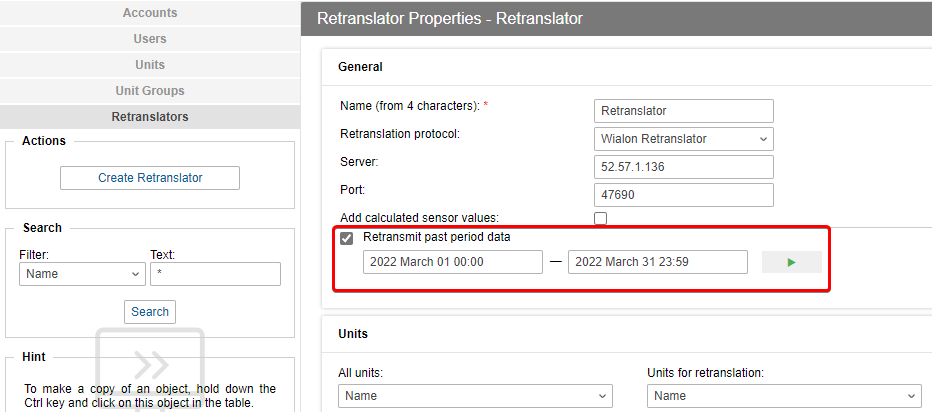 Accounts
Users
Units
Unit Groups
Retranslators
Actions
Create Retranslator
Search
Filter:
Text:
Name
*
Search
Hint
To make a copy of an object, hold down the
Ctrl key and click on this object in the table.
Retranslator Properties - Retranslator
General
Name (from 4 characters): *
Retranslator
Retranslation protocol:
Wialon Retranslator
Server:
52.57.1.136
Port:
47690
Add calculated sensor values:
Retransmit past period data
2022 March 01 00:00 — 2022 March 31 23:59
Units
All units:
Units for retranslation:
Name
Name